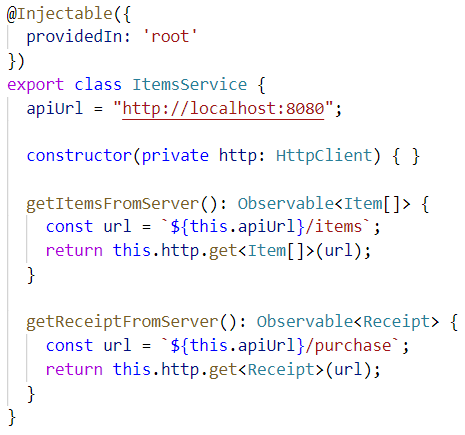 @Injectable({
  providedIn: 'root'
})
export class ItemsService {
  apiUrl = "http://localhost:8080";

  constructor(private http: HttpClient) { }

  getItemsFromServer(): Observable<Item[]> {
    const url = `${this.apiUrl}/items`;
    return this.http.get<Item[]>(url);
  }

  getReceiptFromServer(): Observable<Receipt> {
    const url = `${this.apiUrl}/purchase`;
    return this.http.get<Receipt>(url);
  }
}